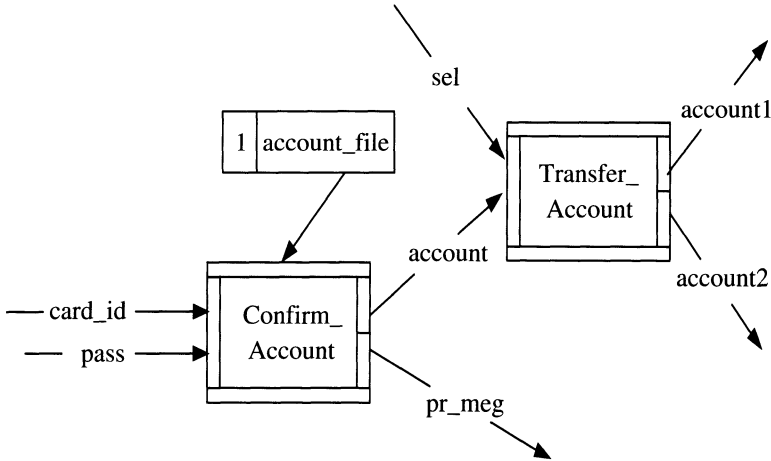 sel
account1
1 account_file
Transfer_
Account
account
account2
card_id
Confirm_
pass
Account
pr_meg